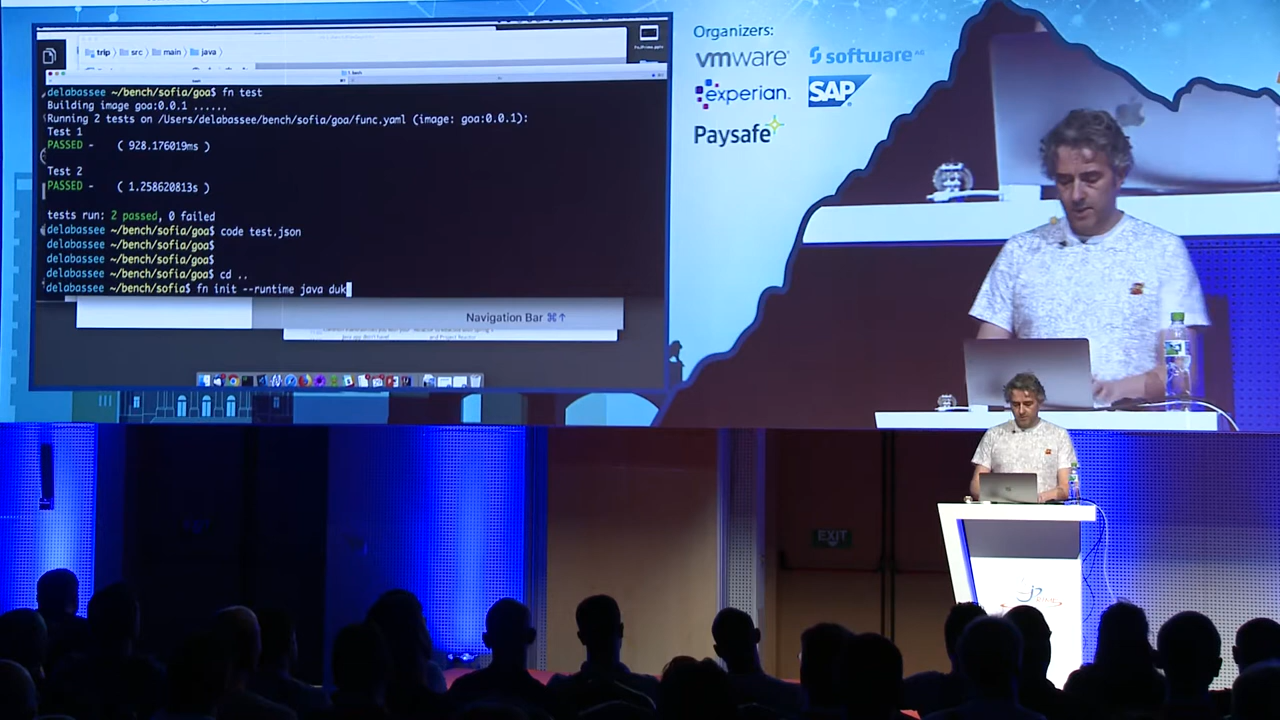 Organizers:
vmware
software AG
experian.
SAP
Paysafe
trip
src
main
java
delabassee ~/bench/sofia/goa$ fn test
Building image goa:0.0.1 ......
Running 2 tests on /Users/delabassee/bench/sofia/goa/func.yaml (image: goa:0.0.1):
Test 1
PASSED - ( 928.176019ms )
Test 2
PASSED - ( 1.258620813s )
tests run: 2 passed, 0 failed
delabassee ~/bench/sofia/goa$ code test.json
delabassee ~/bench/sofia/goa$
delabassee ~/bench/sofia/goa$
delabassee ~/bench/sofia/goa$ cd ..
delabassee ~/bench/sofia$ fn init --runtime java duk
Navigation Bar ⌘↑
EXIT